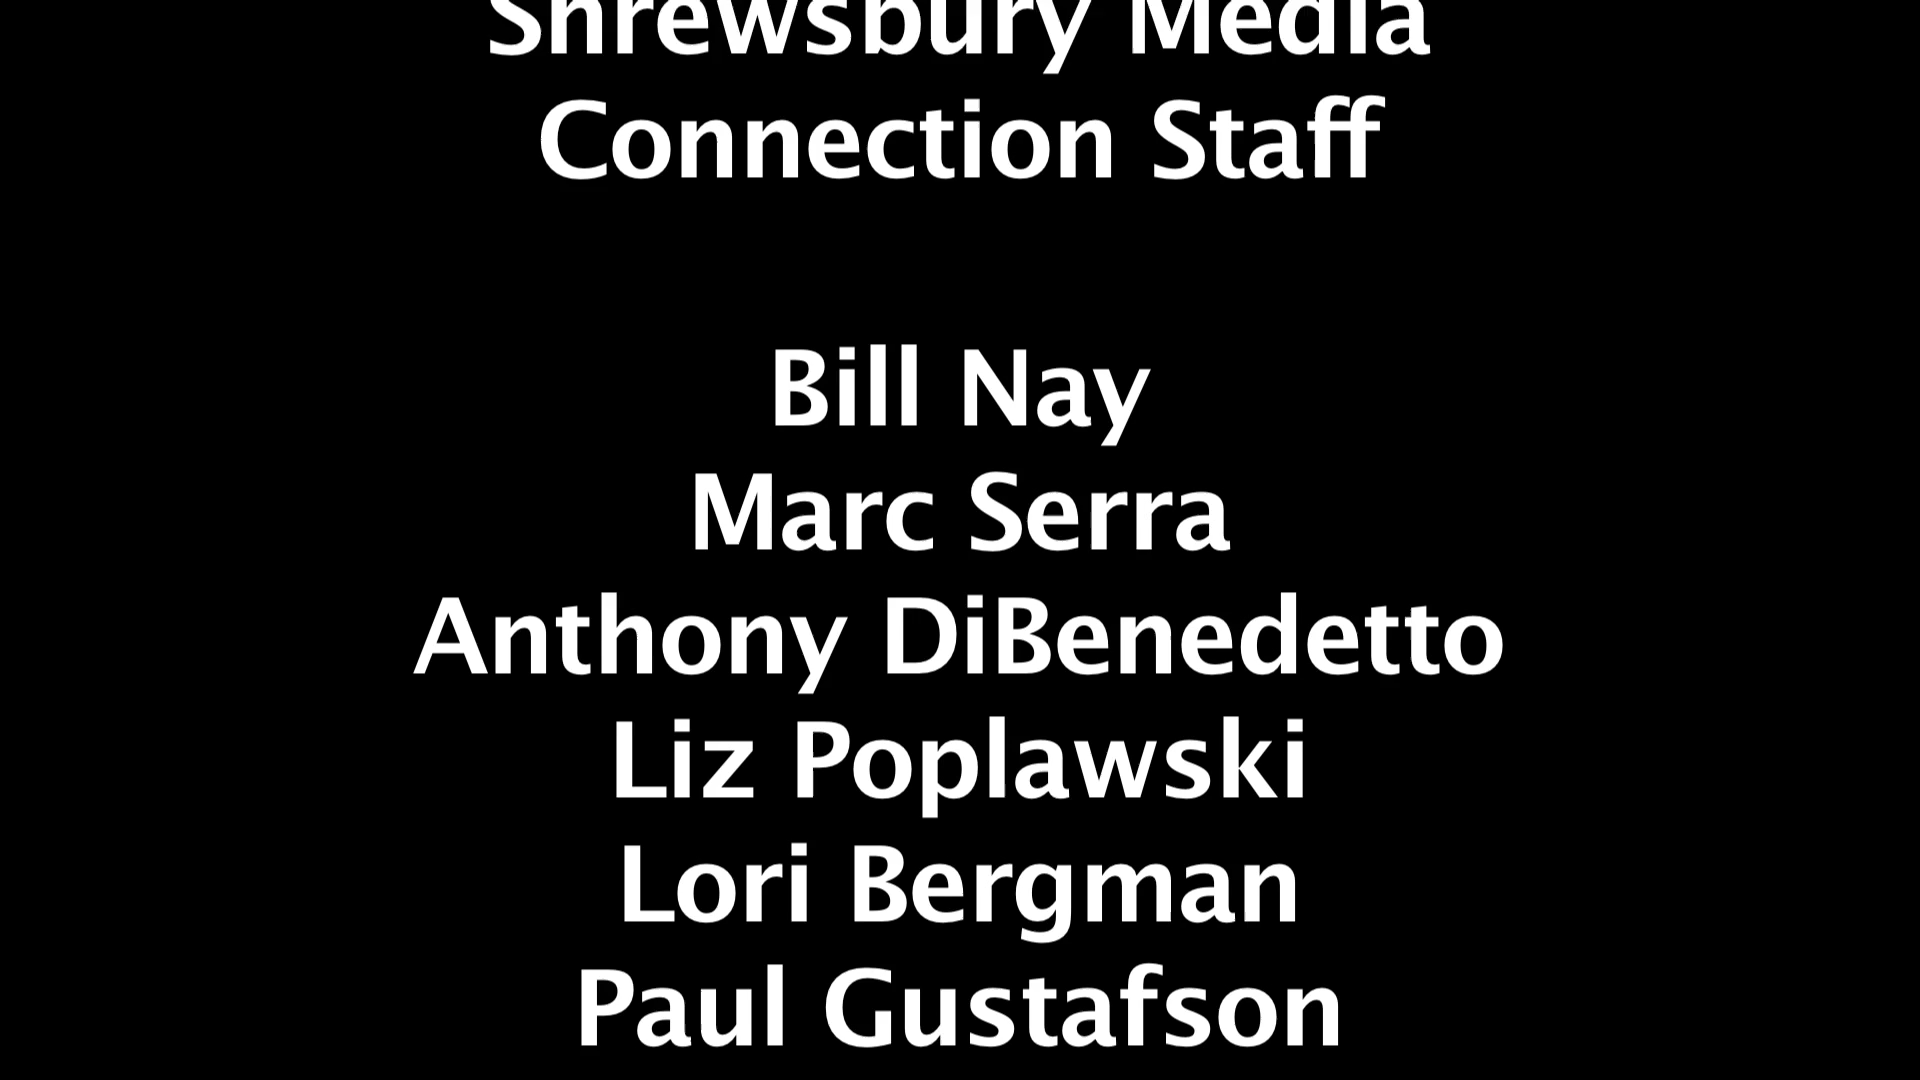 Shrewsbury Media
Connection Staff
Bill Nay
Marc Serra
Anthony DiBenedetto
Liz Poplawski
Lori Bergman
Paul Gustafson